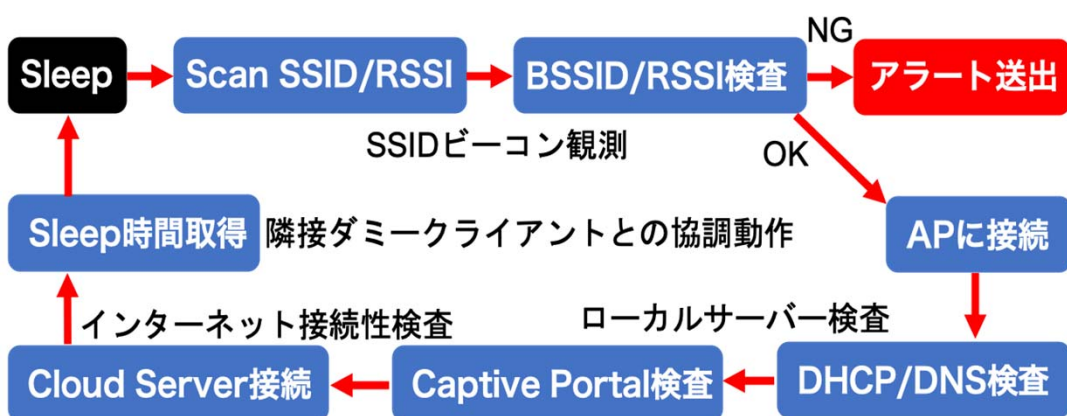 NG
Sleep
Scan SSID/RSSI
BSSID/RSSI検査
アラート送出
SSIDビーコン観測
OK
Sleep時間取得
隣接ダミークライアントとの協調動作
APに接続
インターネット接続性検査
ローカルサーバー検査
Cloud Server接続
Captive Portal検査
DHCP/DNS検査